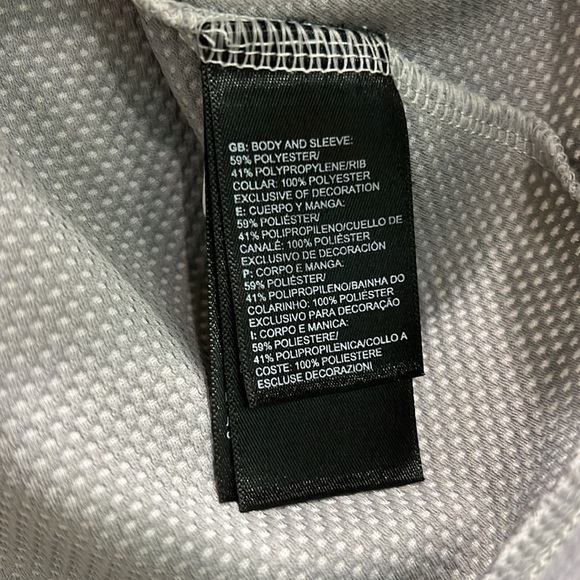 GB: BODY AND SLEEVE:
59% POLYESTER/
41% POLYPROPYLENE/RIB
COLLAR: 100% POLYESTER
EXCLUSIVE OF DECORATION
E: CUERPO Y MANGA:
59% POLIÉSTER/
41% POLIPROPILENO/CUELLO DE
CANALÉ: 100% POLIÉSTER
EXCLUSIVO DE DECORACIÓN
P: CORPO E MANGA:
59% POLIÉSTER/
41% POLIPROPILENO/BAINHA DO
COLARINHO: 100% POLIÉSTER
EXCLUSIVO PARA DECORAÇÃO
I: CORPO E MANICA:
59% POLIESTERE/
41% POLIPROPILENICA/COLLO A
COSTE: 100% POLIESTERE
ESCLUSE DECORAZIONI